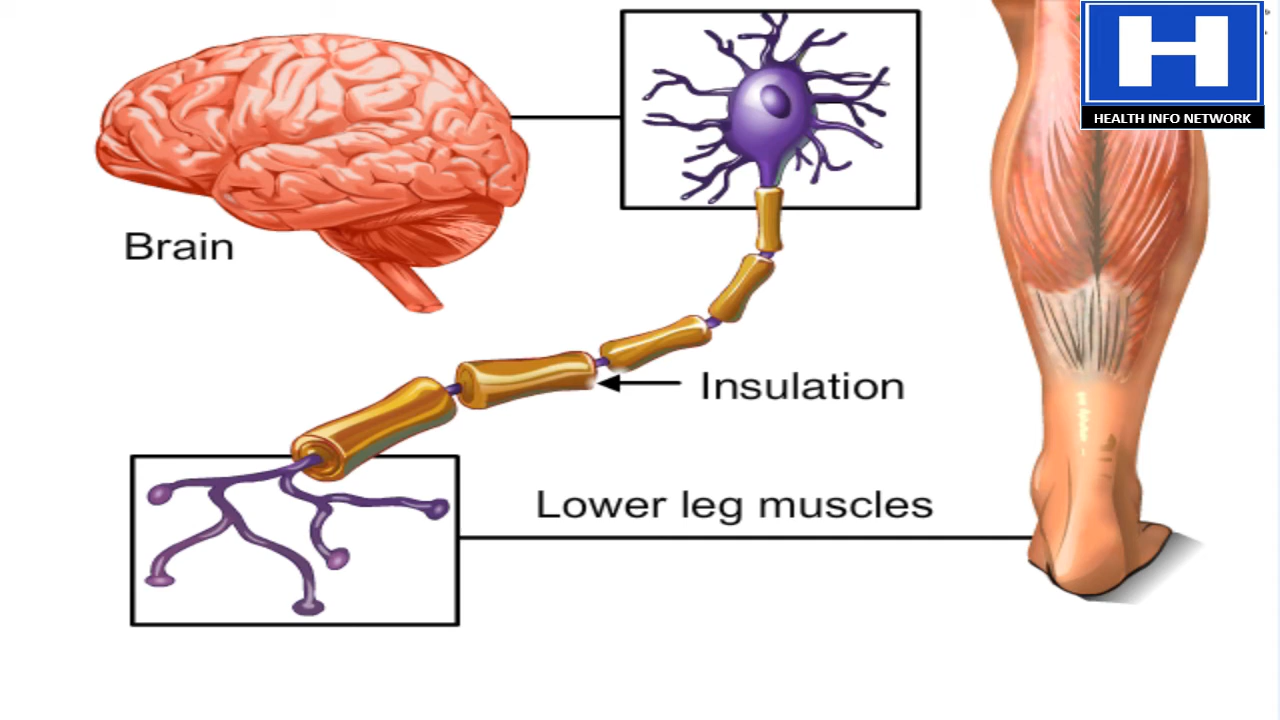 H
HEALTH INFO NETWORK
Brain
Insulation
Lower leg muscles